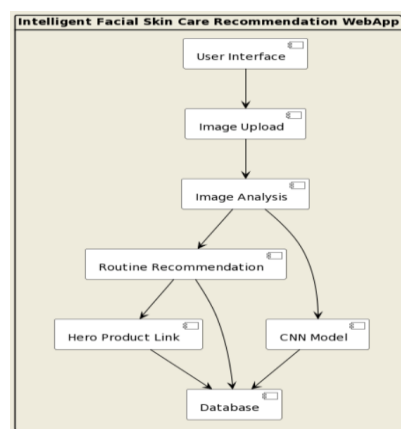 Intelligent Facial Skin Care Recommendation WebApp
User Interface
Image Upload
Image Analysis
Routine Recommendation
Hero Product Link
CNN Model
Database